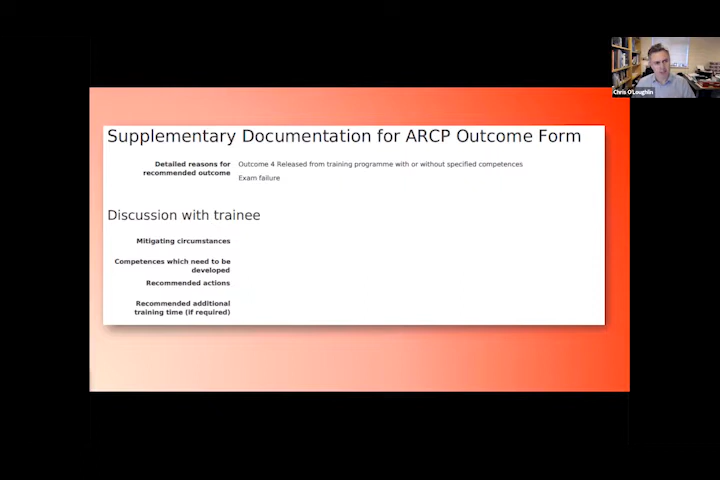 Supplementary Documentation for ARCP Outcome Form
Detailed reasons for
recommended outcome
Outcome 4 Released from training programme with or without specified competences
Exam failure
Discussion with trainee
Mitigating circumstances
Competences which need to be
developed
Recommended actions
Recommended additional
training time (if required)
Chris O'Loughlin